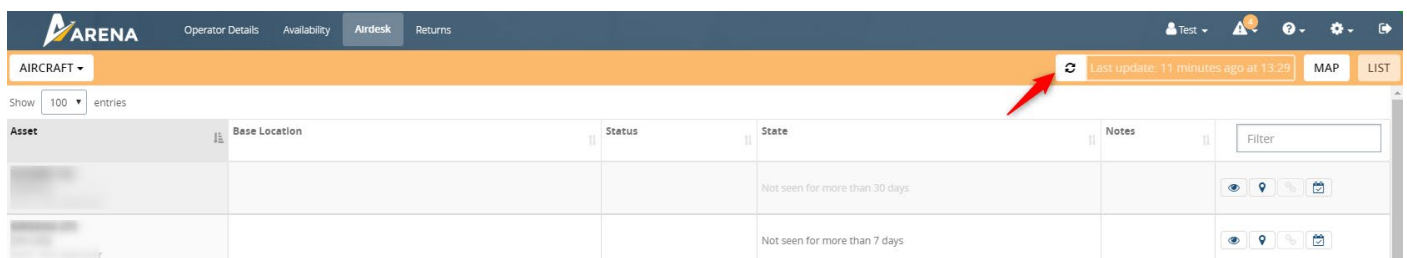 ARENA Operator Details Availability Airdesk Returns Test 4
AIRCRAFT Last update: 11 minutes ago at 13:29 MAP LIST
Show 100 entries
Asset Base Location Status State Notes Filter
Not seen for more than 30 days
Not seen for more than 7 days